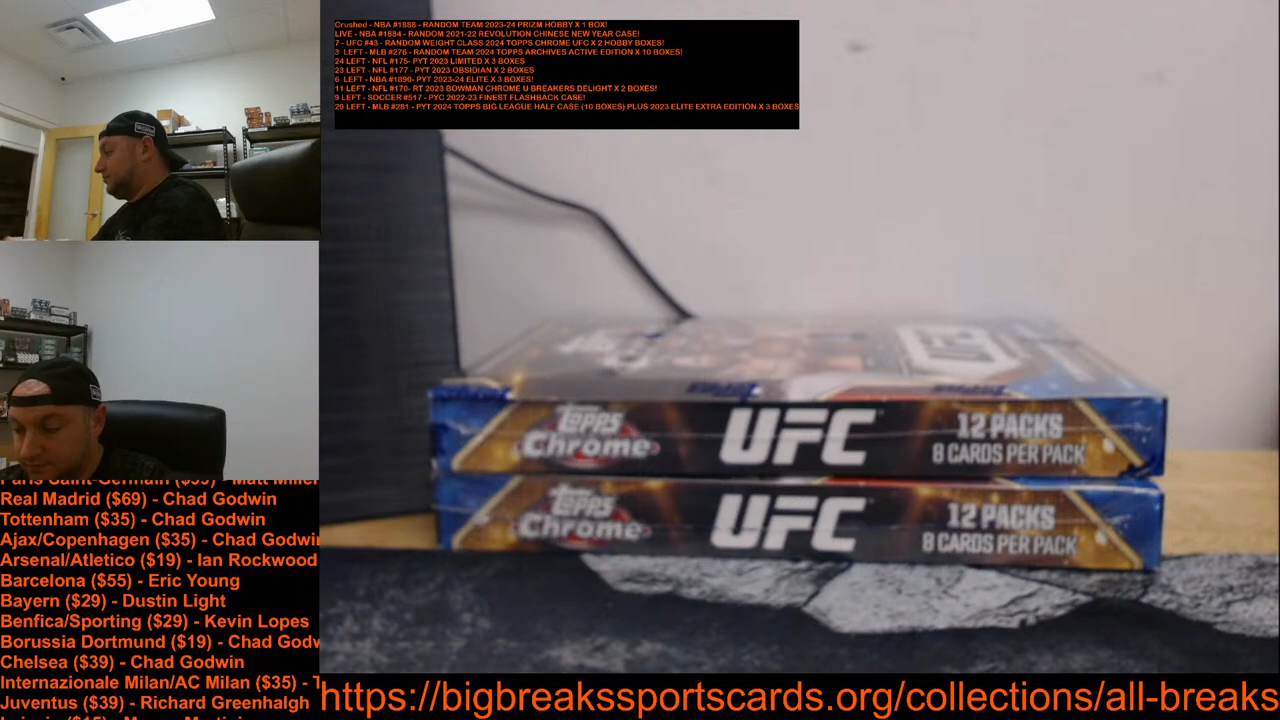 Crushed - NBA #1888 - RANDOM TEAM 2023-24 PRIZM HOBBY X 1 BOX!
LIVE - NBA #1884 - RANDOM 2021-22 REVOLUTION CHINESE NEW YEAR CASE!
7 - UFC #43 - RANDOM WEIGHT CLASS 2024 TOPPS CHROME UFC X 2 HOBBY BOXES!
3 LEFT - MLB #276 - RANDOM TEAM 2024 TOPPS ARCHIVES ACTIVE EDITION X 10 BOXES!
24 LEFT - NFL #175- PYT 2023 LIMITED X 3 BOXES
23 LEFT - NFL #177 - PYT 2023 OBSIDIAN X 2 BOXES
6 LEFT - NBA #1890- PYT 2023-24 ELITE X 3 BOXES!
11 LEFT - NFL #170- RT 2023 BOWMAN CHROME U BREAKERS DELIGHT X 2 BOXES!
9 LEFT - SOCCER #517 - PYC 2022-23 FINEST FLASHBACK CASE!
29 LEFT - MLB #281 - PYT 2024 TOPPS BIG LEAGUE HALF CASE (10 BOXES) PLUS 2023 ELITE EXTRA EDITION X 3 BOXES
Topps Chrome UFC 12 PACKS
8 CARDS PER PACK
Topps Chrome UFC 12 PACKS
8 CARDS PER PACK
Real Madrid ($69) - Chad Godwin
Tottenham ($35) - Chad Godwin
Ajax/Copenhagen ($35) - Chad Godwin
Arsenal/Atletico ($19) - Ian Rockwood
Barcelona ($55) - Eric Young
Bayern ($29) - Dustin Light
Benfica/Sporting ($29) - Kevin Lopes
Borussia Dortmund ($19) - Chad Godw
Chelsea ($39) - Chad Godwin
Internazionale Milan/AC Milan ($35) - T
Juventus ($39) - Richard Greenhalgh
https://bigbreakssportscards.org/collections/all-breaks